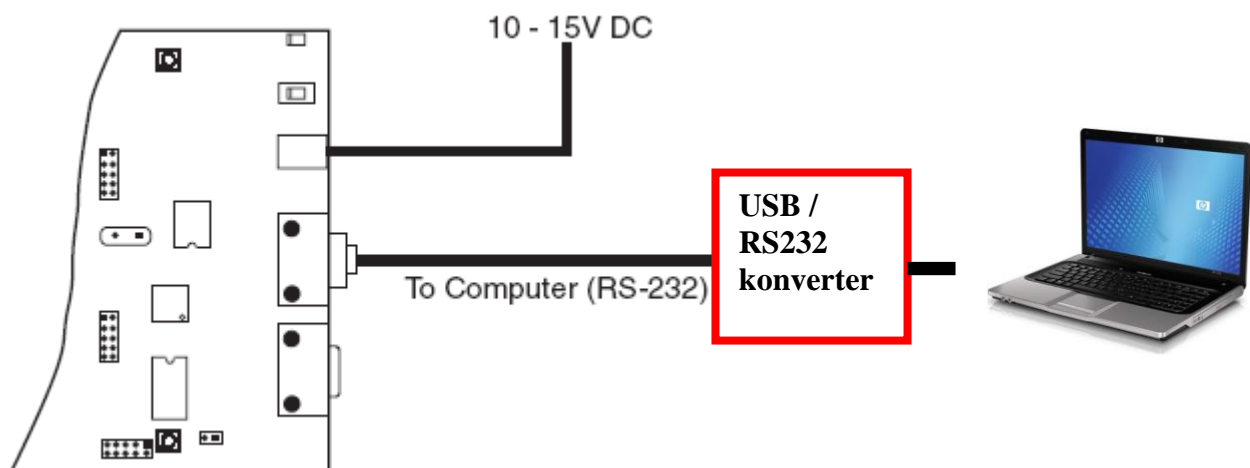 10 - 15V DC
To Computer (RS-232)
USB /
RS232
konverter